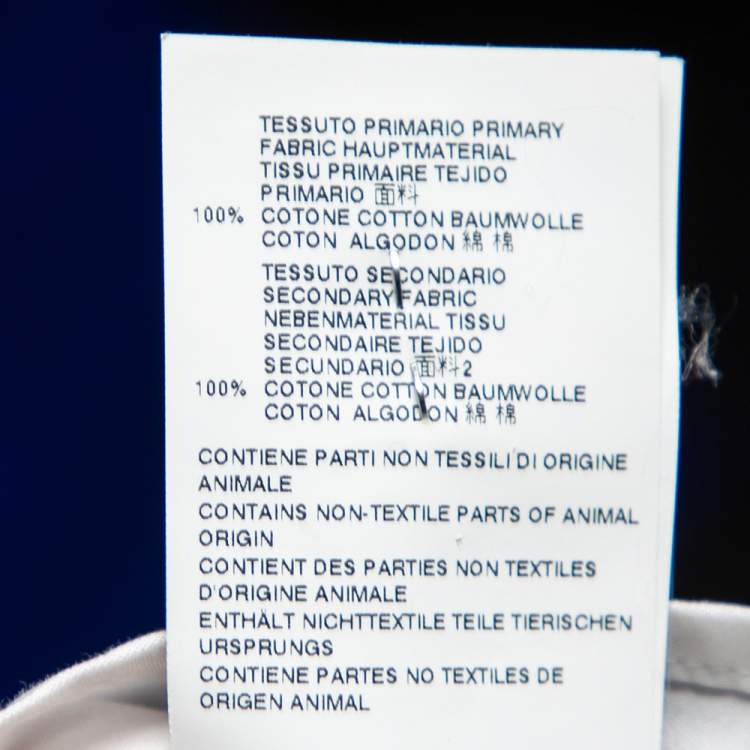 TESSUTO PRIMARIO PRIMARY
FABRIC HAUPTMATERIAL
TISSU PRIMAIRE TEJIDO
PRIMARIO 面料
100% COTONE COTTON BAUMWOLLE
COTON ALGODON 綿 棉
TESSUTO SECONDARIO
SECONDARY FABRIC
NEBENMATERIAL TISSU
SECONDAIRE TEJIDO
SECUNDARIO 面料2
100% COTONE COTTON BAUMWOLLE
COTON ALGODON 綿 棉
CONTIENE PARTI NON TESSILI DI ORIGINE
ANIMALE
CONTAINS NON-TEXTILE PARTS OF ANIMAL
ORIGIN
CONTIENT DES PARTIES NON TEXTILES
D'ORIGINE ANIMALE
ENTHÄLT NICHTTEXTILE TEILE TIERISCHEN
URSPRUNGS
CONTIENE PARTES NO TEXTILES DE
ORIGEN ANIMAL